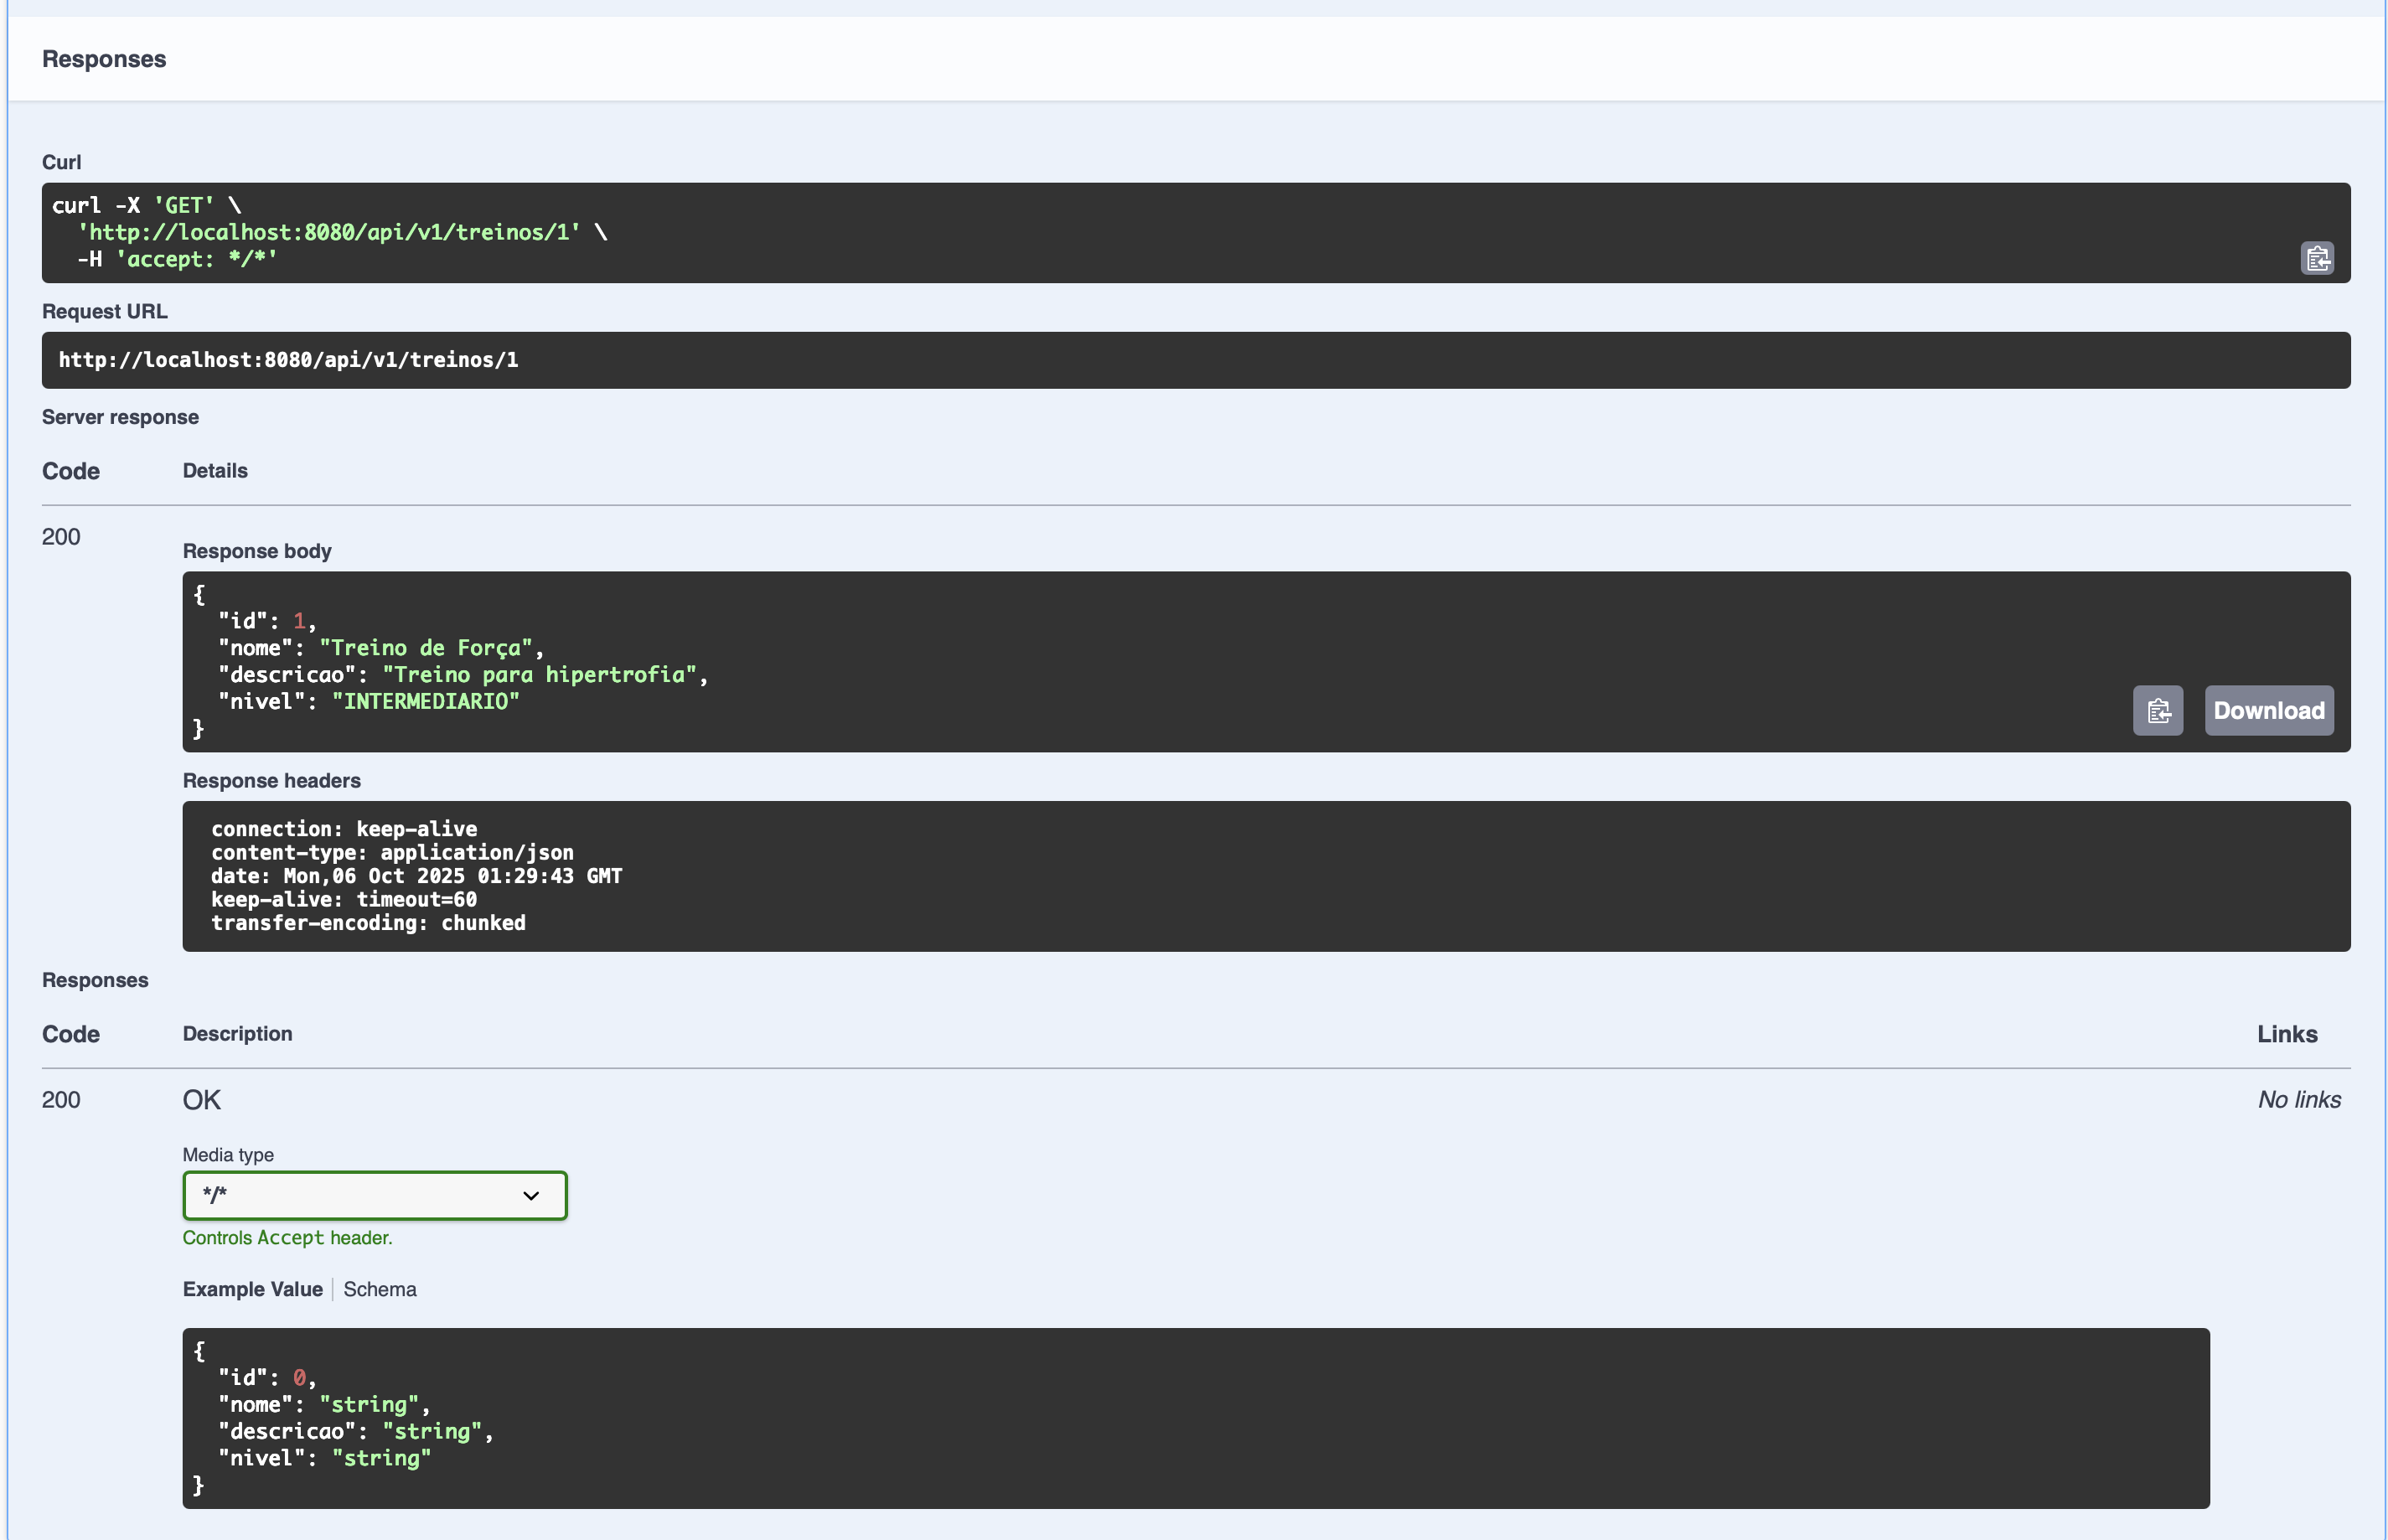 Responses
Curl
curl -X 'GET' \
'http://localhost:8080/api/v1/treinos/1' \
-H 'accept: */*'
Request URL
http://localhost:8080/api/v1/treinos/1
Server response
Code Details
200
Response body
{
"id": 1,
"nome": "Treino de Força",
"descricao": "Treino para hipertrofia",
"nivel": "INTERMEDIARIO"
}
Download
Response headers
connection: keep-alive
content-type: application/json
date: Mon,06 Oct 2025 01:29:43 GMT
keep-alive: timeout=60
transfer-encoding: chunked
Responses
Code Description Links
200 OK No links
Media type
*/*
Controls Accept header.
Example Value Schema
{
"id": 0,
"nome": "string",
"descricao": "string",
"nivel": "string"
}